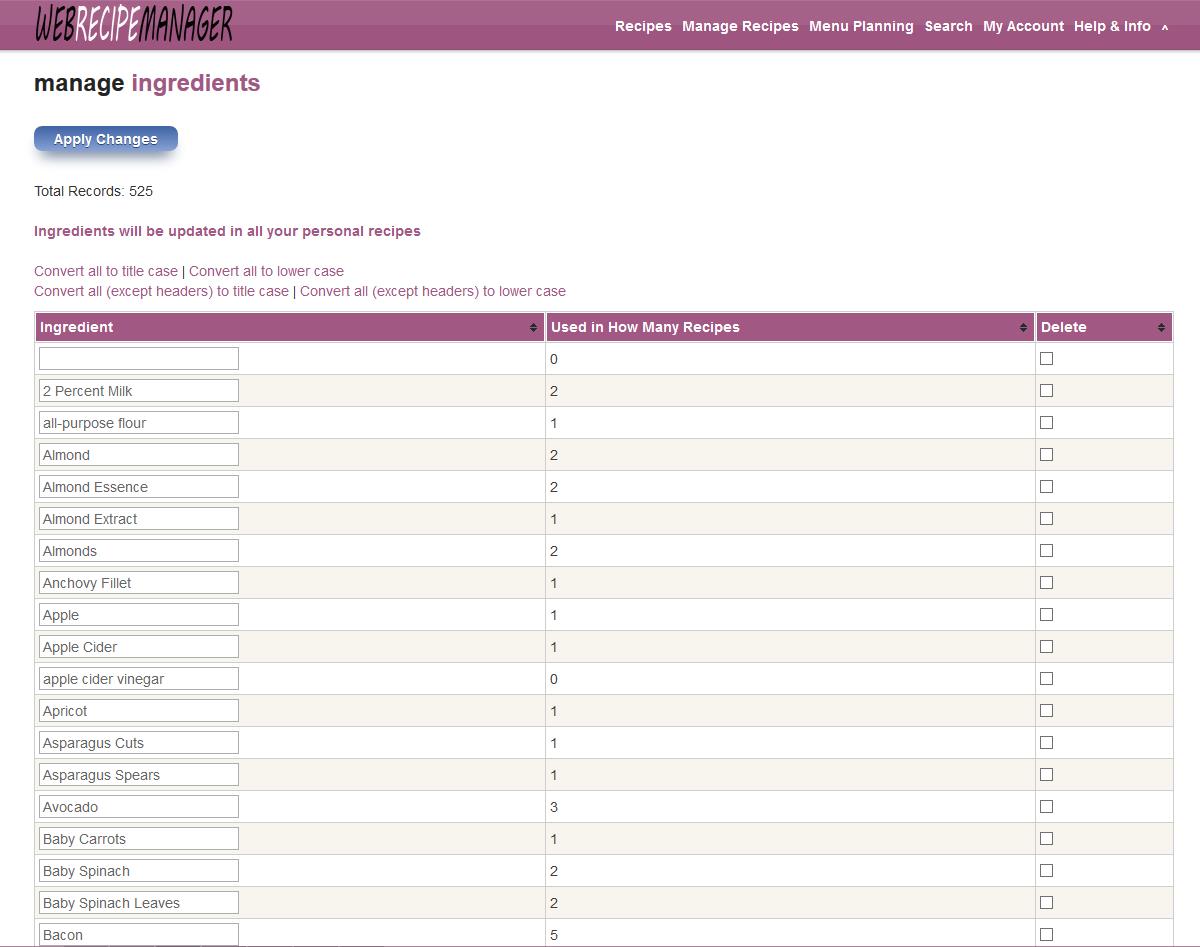 WEBRECIPEMANAGER
Recipes Manage Recipes Menu Planning Search My Account Help & Info ^
manage ingredients
Apply Changes
Total Records: 525
Ingredients will be updated in all your personal recipes
Convert all to title case | Convert all to lower case
Convert all (except headers) to title case | Convert all (except headers) to lower case
Ingredient Used in How Many Recipes Delete
0
2 Percent Milk 2
all-purpose flour 1
Almond 2
Almond Essence 2
Almond Extract 1
Almonds 2
Anchovy Fillet 1
Apple 1
Apple Cider 1
apple cider vinegar 0
Apricot 1
Asparagus Cuts 1
Asparagus Spears 1
Avocado 3
Baby Carrots 1
Baby Spinach 2
Baby Spinach Leaves 2
Bacon 5